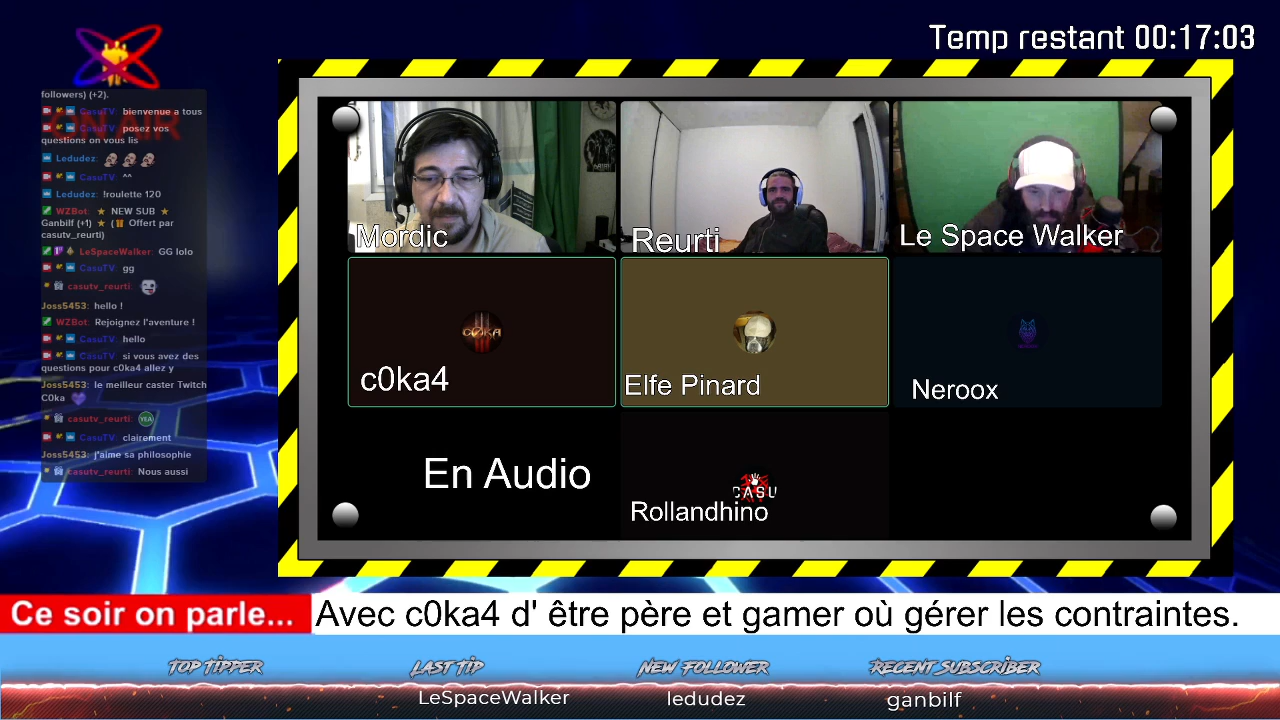 Temp restant 00:17:03
followers) (+2).
CasuTV: bienvenue a tous
CasuTV: posez vos
questions on vous lis
Ledudez:
CasuTV: ^^
Ledudez: !roulette 120
WZBot: ★ NEW SUB ★
Ganbilf (+1) ★ ( Offert par
casutv_reurti)
LeSpaceWalker: GG lolo
CasuTV: gg
casutv_reurti:
Joss5453: hello !
WZBot: Rejoignez l'aventure !
CasuTV: hello
CasuTV: si vous avez des
questions pour c0ka4 allez y
Joss5453: le meilleur caster Twitch
C0ka
casutv_reurti: YEA
CasuTV: clairement
Joss5453: j'aime sa philosophie
casutv_reurti: Nous aussi
Mordic
Reurti
Le Space Walker
C0KA
c0ka4
Elfe Pinard
Neroox
En Audio
CASU
Rollandhino
Ce soir on parle...
Avec c0ka4 d' être père et gamer où gérer les contraintes.
TOP TIPPER
LAST TIP
NEW FOLLOWER
RECENT SUBSCRIBER
LeSpaceWalker
ledudez
ganbilf